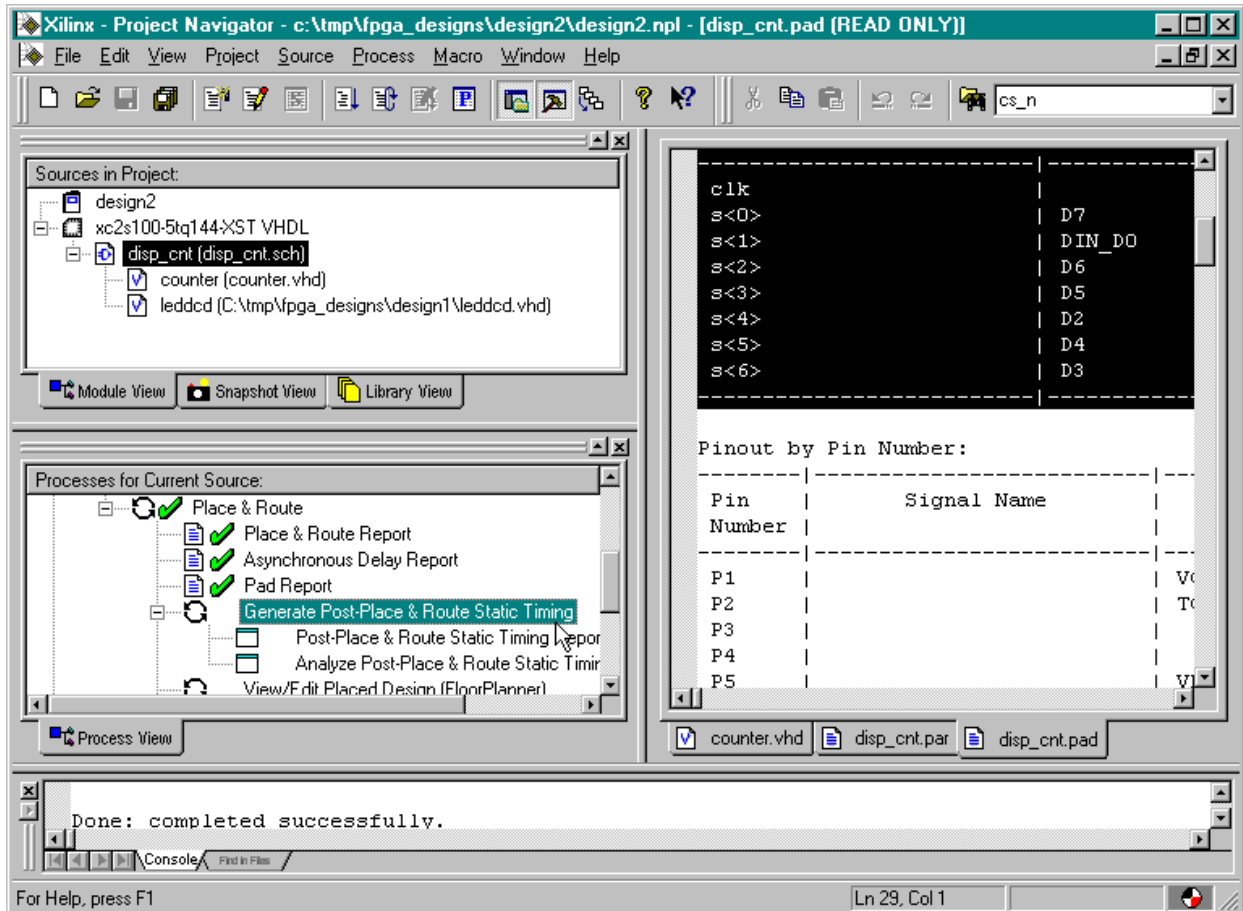 Xilinx - Project Navigator - c:\tmp\fpga_designs\design2\design2.npl - [disp_cnt.pad (READ ONLY)]
File Edit View Project Source Process Macro Window Help
cs_n
Sources in Project:
design2
xc2s100-5tq144-XST VHDL
disp_cnt (disp_cnt.sch)
counter (counter.vhd)
leddcd (C:\tmp\fpga_designs\design1\leddcd.vhd)
Module View Snapshot View Library View
Processes for Current Source:
Place & Route
Place & Route Report
Asynchronous Delay Report
Pad Report
Generate Post-Place & Route Static Timing
Post-Place & Route Static Timing Repor
Analyze Post-Place & Route Static Timin
View/Edit Placed Design (FloorPlanner)
Process View
clk |
s<0> | D7
s<1> | DIN_D0
s<2> | D6
s<3> | D5
s<4> | D2
s<5> | D4
s<6> | D3
Pinout by Pin Number:
Pin | Signal Name |
Number | |
P1 | |
P2 | |
P3 | |
P4 | |
P5 | |
counter.vhd disp_cnt.par disp_cnt.pad
Done: completed successfully.
Console Find in Files
For Help, press F1 Ln 29, Col 1